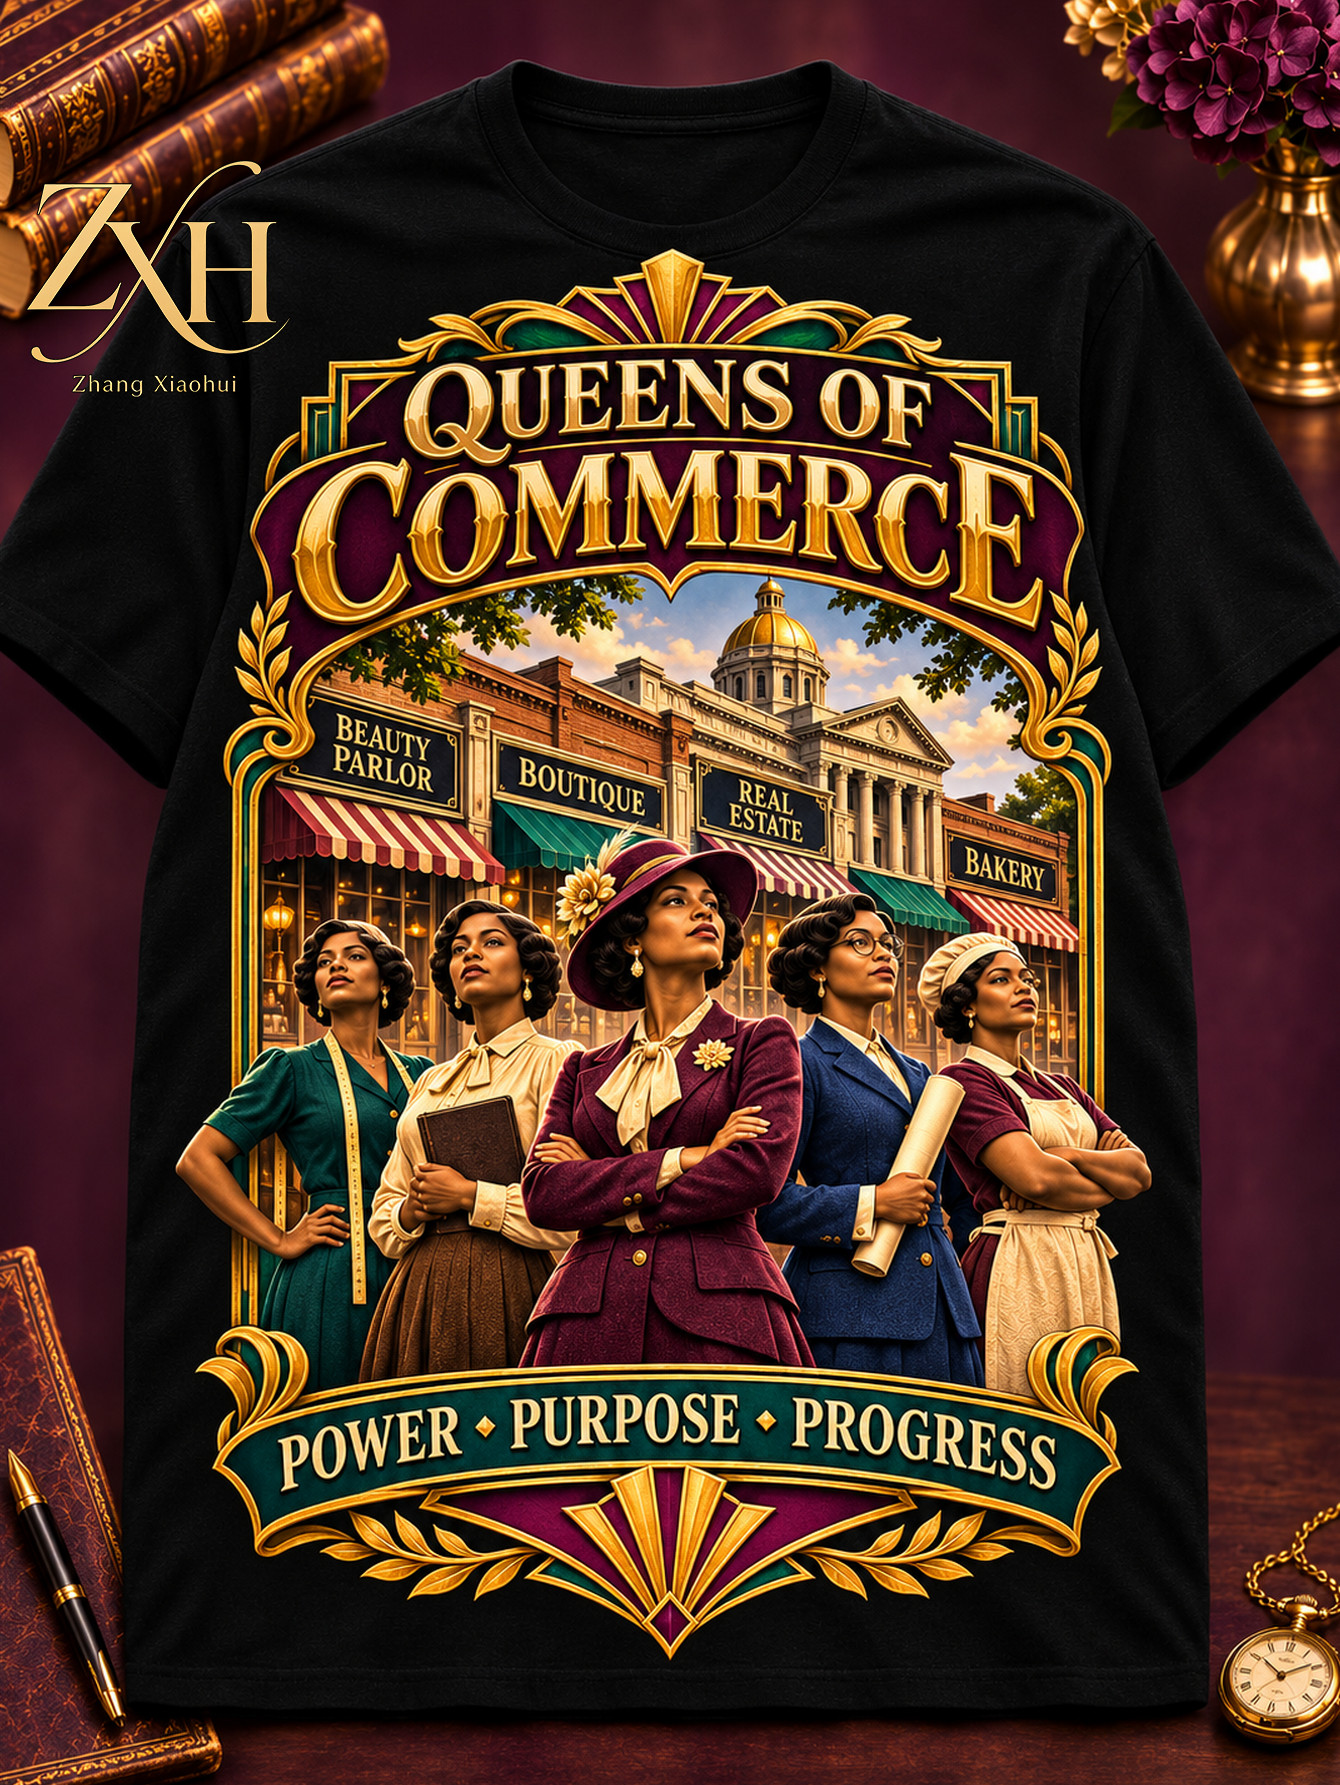 ZXH
Zhang Xiaohui
QUEENS OF
COMMERCE
BEAUTY
PARLOR
BOUTIQUE
REAL
ESTATE
BAKERY
POWER • PURPOSE • PROGRESS